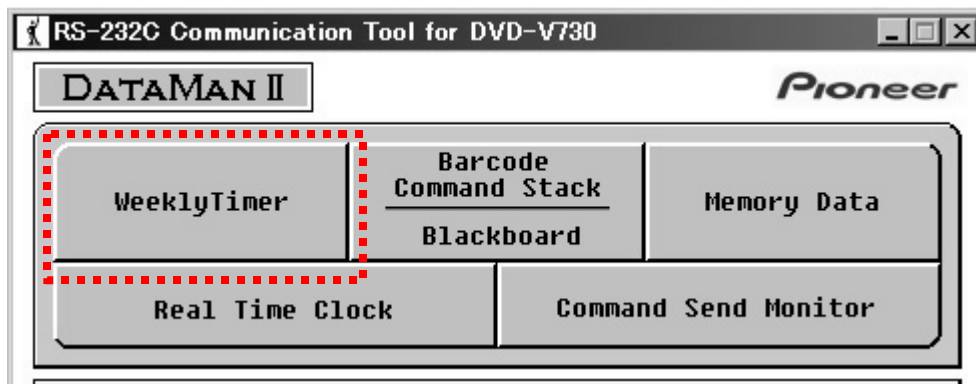 RS-232C Communication Tool for DVD-V730
DATAMAN II
Pioneer
WeeklyTimer
Barcode
Command Stack
Blackboard
Memory Data
Real Time Clock
Command Send Monitor